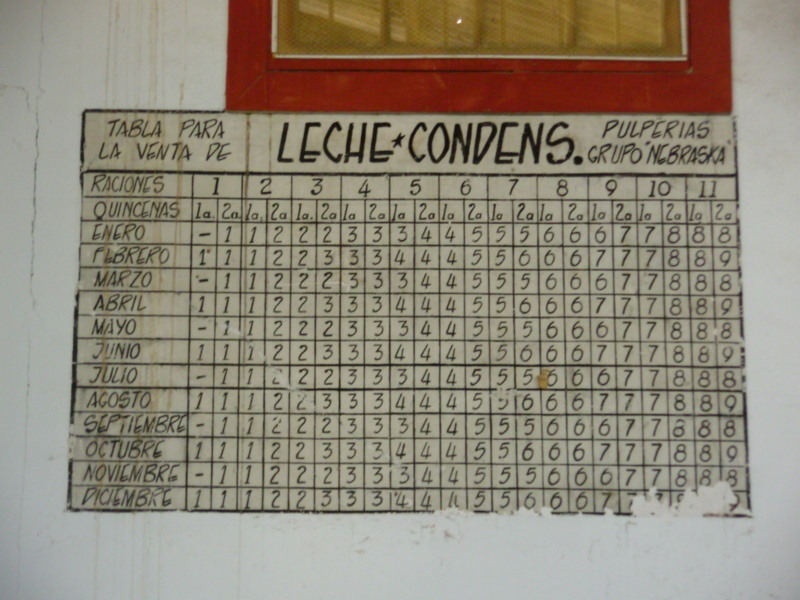 TABLA PARA LA VENTA DE
LECHE*CONDENS.
PULPERIAS GRUPO "NEBRASKA"
RACIONES 1 2 3 4 5 6 7 8 9 10 11
QUINCENAS 1a. 2a. 1a. 2a 1a. 2a 1a 2a 1a 2a 1a 2a 1a 2a 1a 2a 1a 2a 1a 2a 1a 2a
ENERO - 1 1 2 2 2 3 3 3 4 4 5 5 5 6 6 6 7 7 8 8 8
FEBRERO 1 1 1 2 2 3 3 3 4 4 4 5 5 6 6 6 7 7 7 8 8 9
MARZO - 1 1 2 2 2 3 3 3 4 4 5 5 5 6 6 6 7 7 8 8 8
ABRIL 1 1 1 2 2 3 3 3 4 4 4 5 5 6 6 6 7 7 7 8 8 9
MAYO - 1 1 2 2 2 3 3 3 4 4 5 5 5 6 6 6 7 7 8 8 8
JUNIO 1 1 1 2 2 3 3 3 4 4 4 5 5 6 6 6 7 7 7 8 8 9
JULIO - 1 1 2 2 2 3 3 3 4 4 5 5 5 6 6 6 7 7 8 8 8
AGOSTO 1 1 1 2 2 3 3 3 4 4 4 5 5 6 6 6 7 7 7 8 8 9
SEPTIEMBRE - 1 1 2 2 2 3 3 3 4 4 5 5 5 6 6 6 7 7 8 8 8
OCTUBRE 1 1 1 2 2 3 3 3 4 4 4 5 5 6 6 6 7 7 7 8 8 9
NOVIEMBRE - 1 1 2 2 2 3 3 3 4 4 5 5 5 6 6 6 7 7 8 8 8
DICIEMBRE 1 1 1 2 2 3 3 3 4 4 4 5 5 6 6 6 7 7 7 8 9